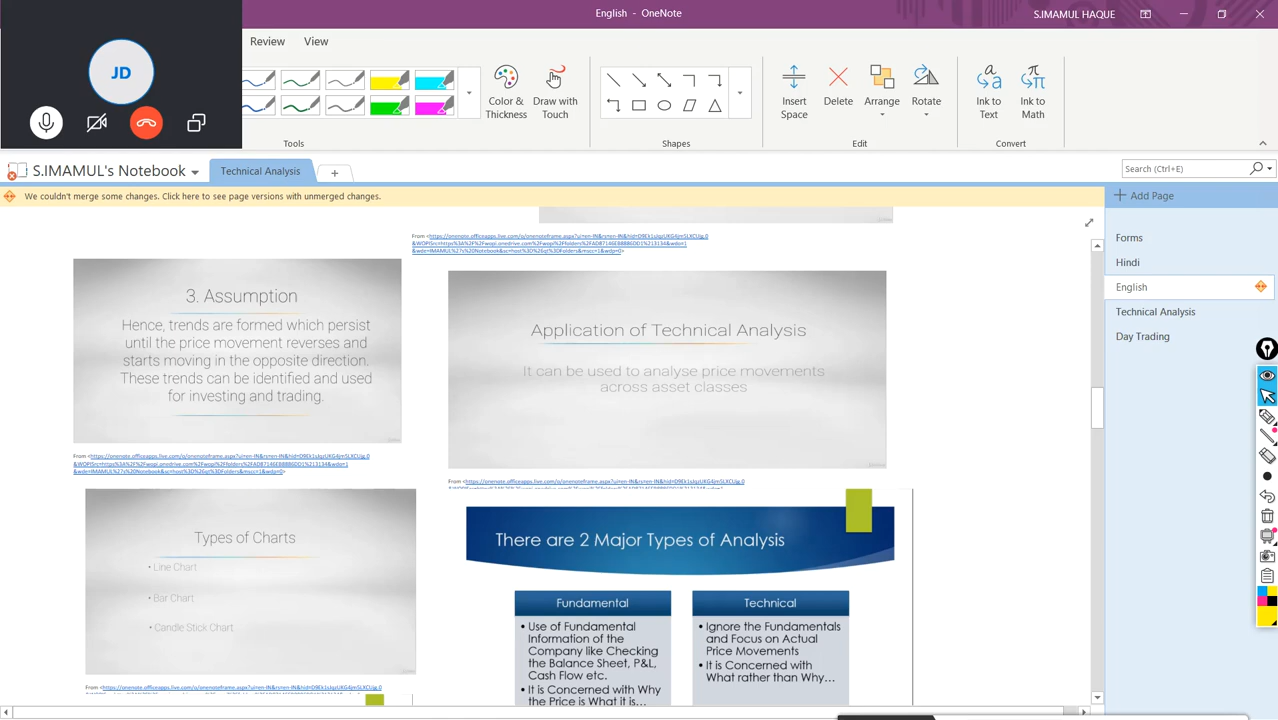 English - OneNote
S.IMAMUL HAQUE
JD
Review
View
Color &
Thickness
Draw with
Touch
Insert
Space
Delete
Arrange
Rotate
Ink to
Text
Ink to
Math
Tools
Shapes
Edit
Convert
S.IMAMUL's Notebook
Technical Analysis
Search (Ctrl+E)
We couldn't merge some changes. Click here to see page versions with unmerged changes.
Add Page
Hindi
English
Technical Analysis
Day Trading
3. Assumption
Hence, trends are formed which persist
until the price movement reverses and
starts moving in the opposite direction.
These trends can be identified and used
for investing and trading.
Application of Technical Analysis
It can be used to analyse price movements
across asset classes
Types of Charts
• Line Chart
• Bar Chart
• Candle Stick Chart
There are 2 Major Types of Analysis
Fundamental
• Use of Fundamental
Information of the
Company like Checking
the Balance Sheet, P&L,
Cash Flow etc.
• It is Concerned with Why
the Price is What it is…
Technical
• Ignore the Fundamentals
and Focus on Actual
Price Movements
• It is Concerned with
What rather than Why…